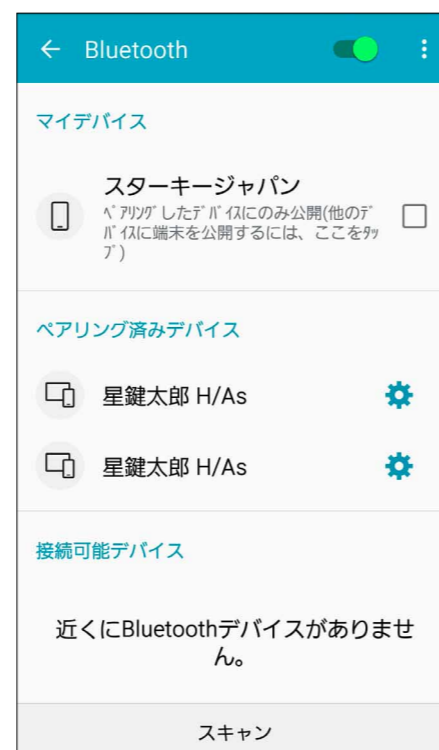 Bluetooth
マイデバイス
スターキージャパン
ﾍﾟｱﾘﾝｸﾞしたﾃﾞﾊﾞｲｽにのみ公開(他のﾃﾞ
ﾊﾞｲｽに端末を公開するには、ここをﾀｯ
ﾌﾟ)
ペアリング済みデバイス
星鍵太郎 H/As
星鍵太郎 H/As
接続可能デバイス
近くにBluetoothデバイスがありませ
ん。
スキャン